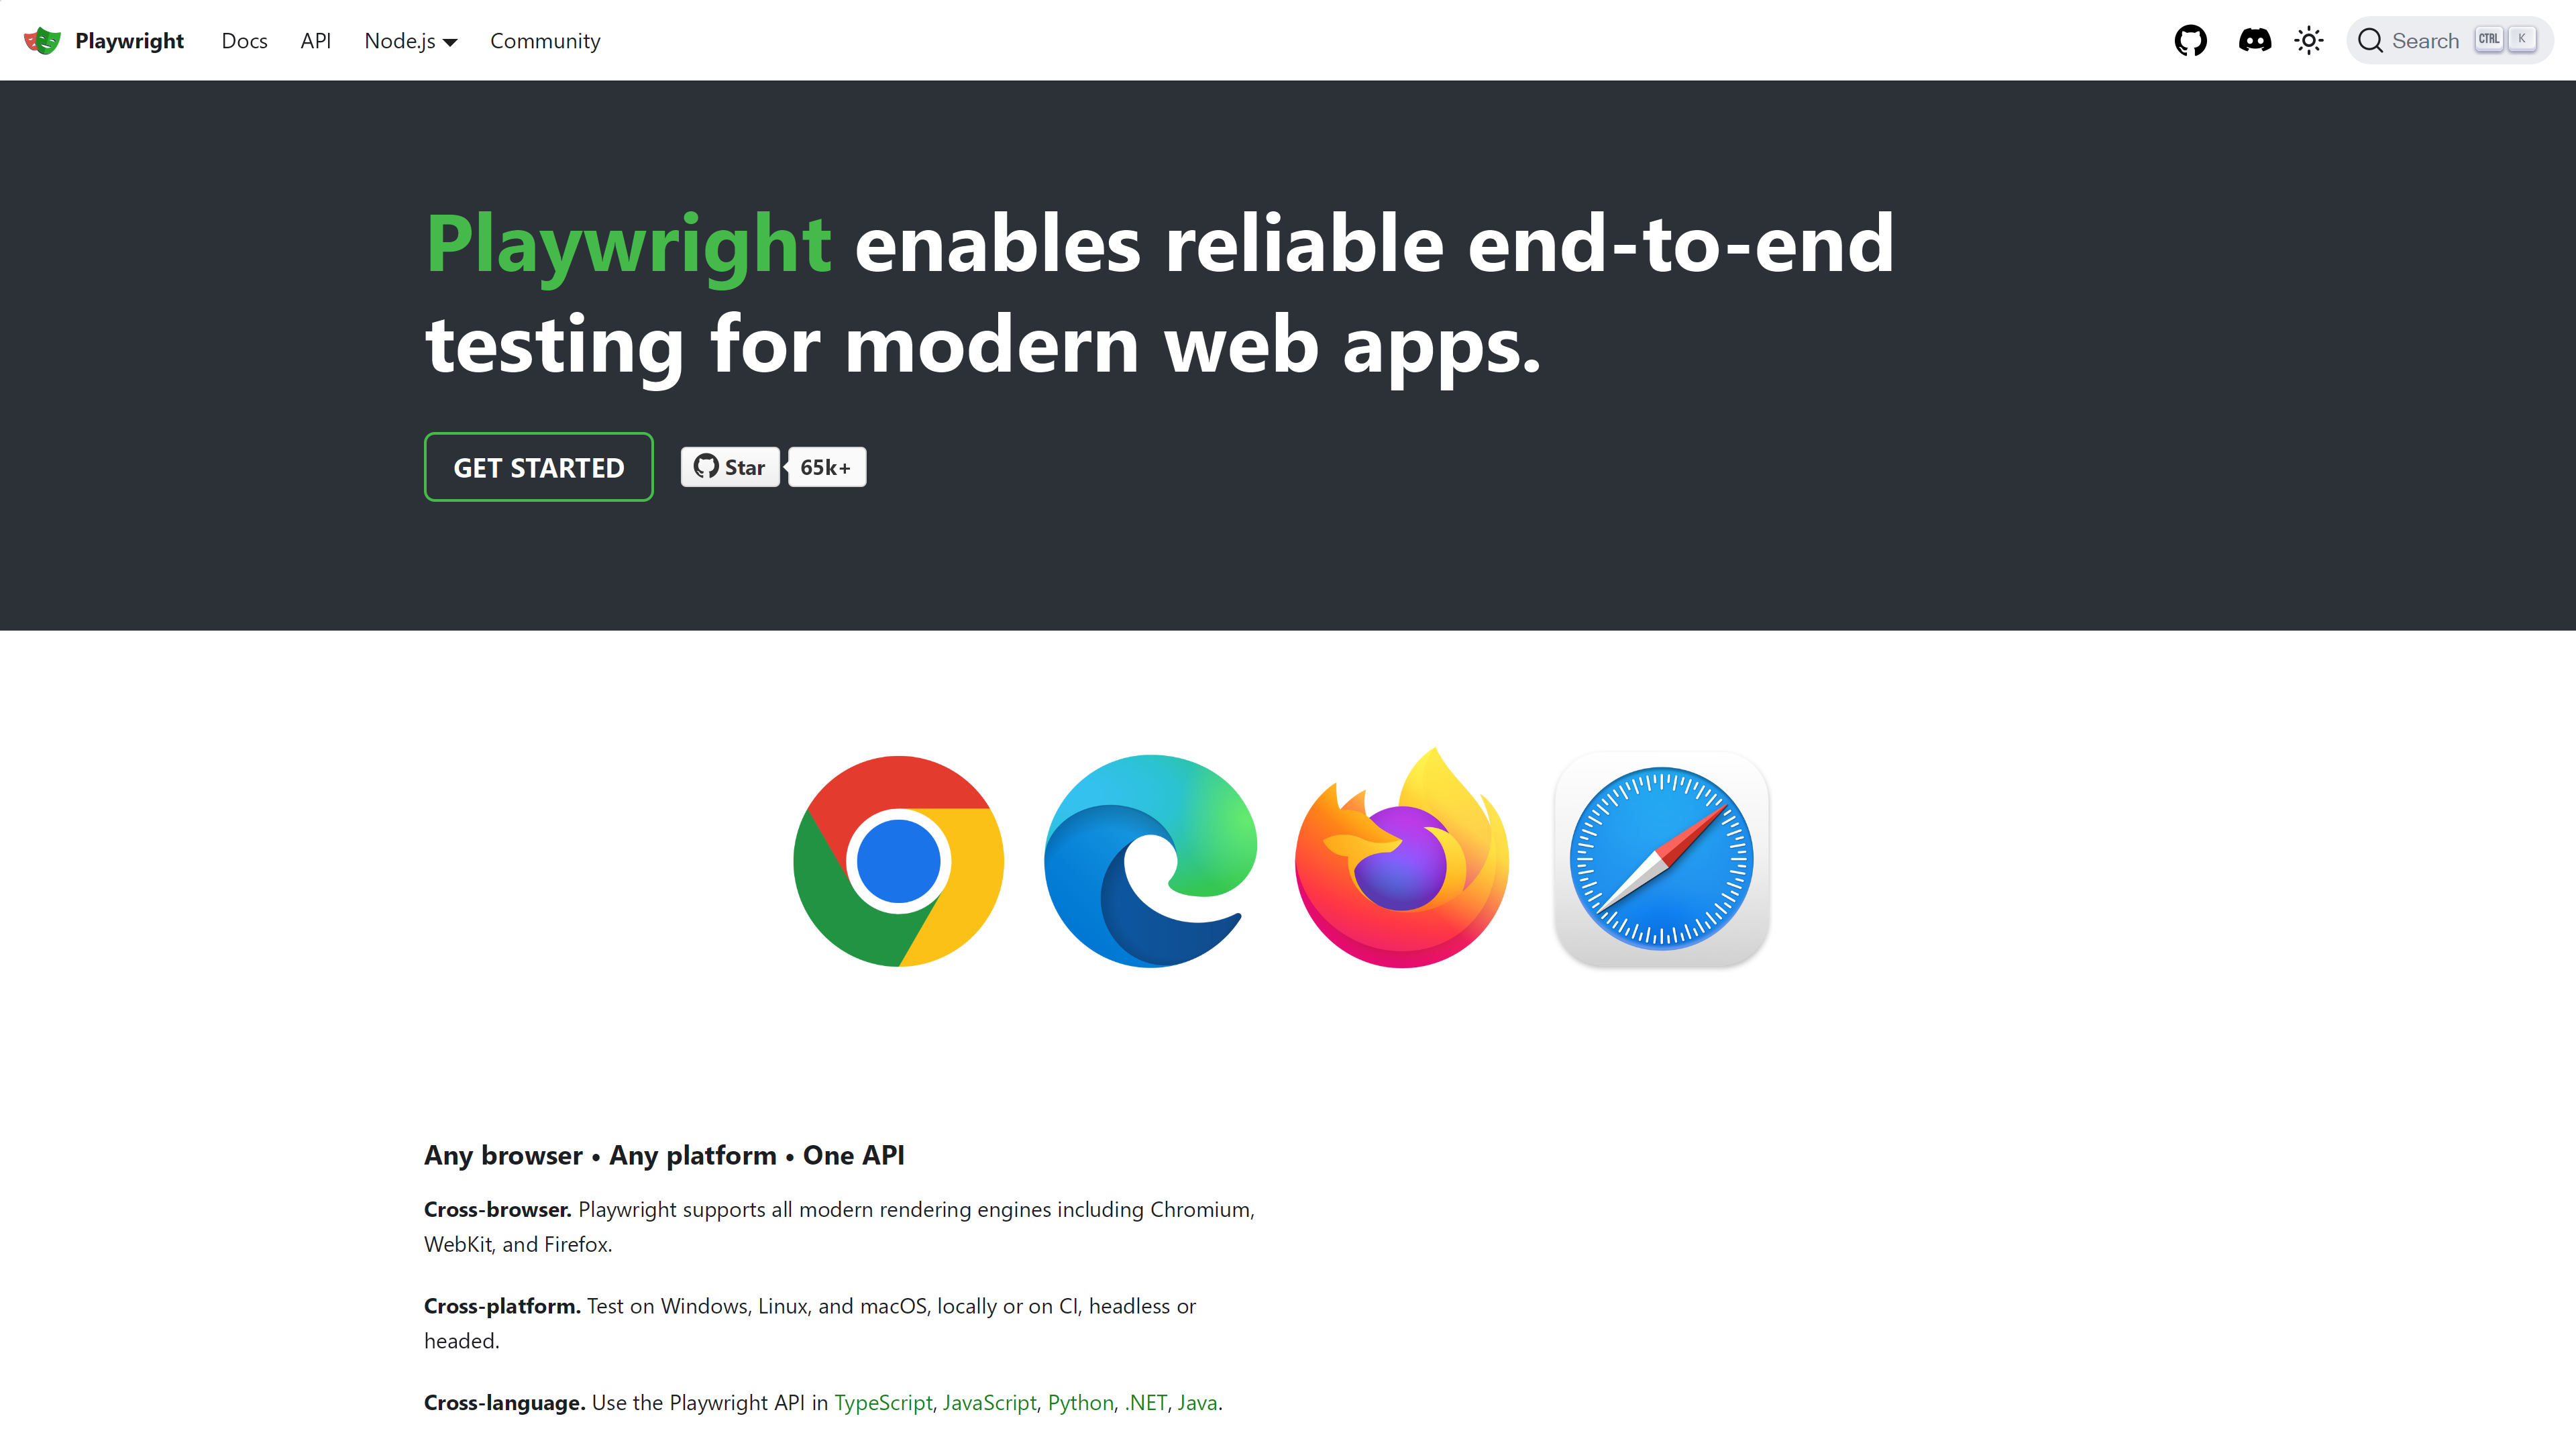 Playwright Docs API Node.js Community Search CTRL K
Playwright enables reliable end-to-end
testing for modern web apps.
GET STARTED Star 65k+
Any browser • Any platform • One API
Cross-browser. Playwright supports all modern rendering engines including Chromium,
WebKit, and Firefox.
Cross-platform. Test on Windows, Linux, and macOS, locally or on CI, headless or
headed.
Cross-language. Use the Playwright API in TypeScript, JavaScript, Python, .NET, Java.